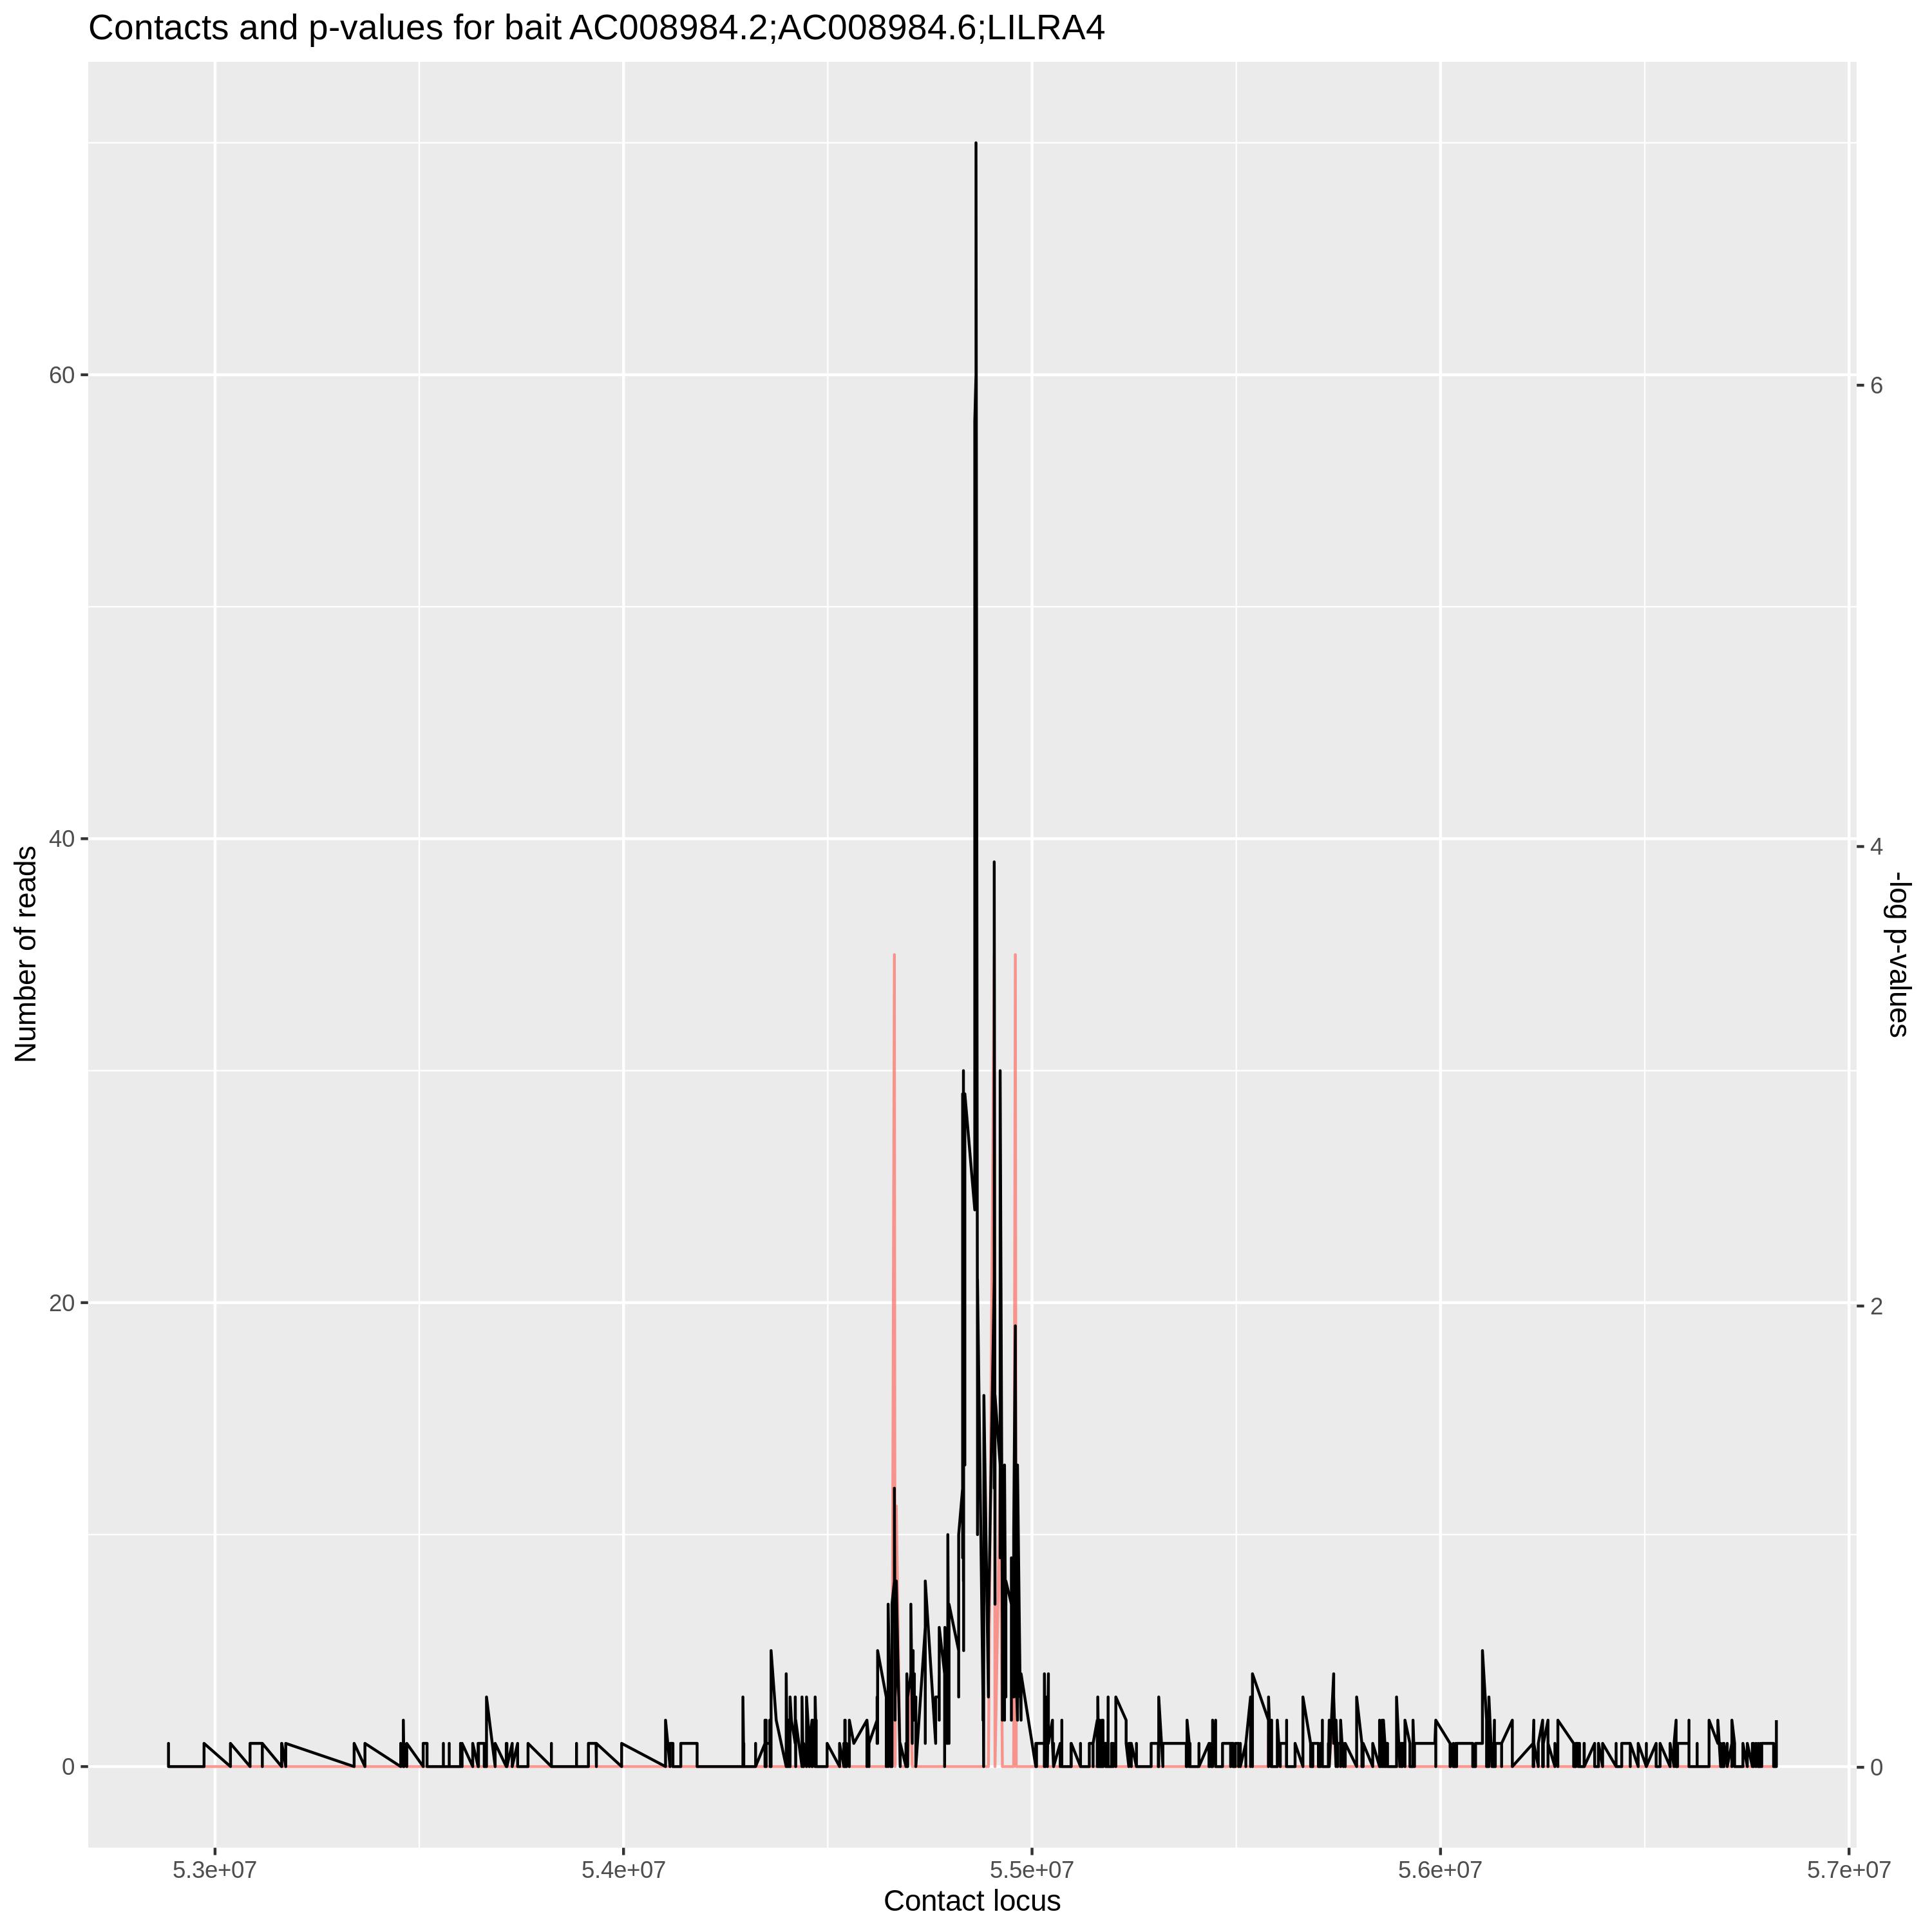 Contacts and p-values for bait AC008984.2;AC008984.6;LILRA4
60
40
20
0
Number of reads
6
4
2
0
-log p-values
5.3e+07
5.4e+07
5.5e+07
5.6e+07
5.7e+07
Contact locus